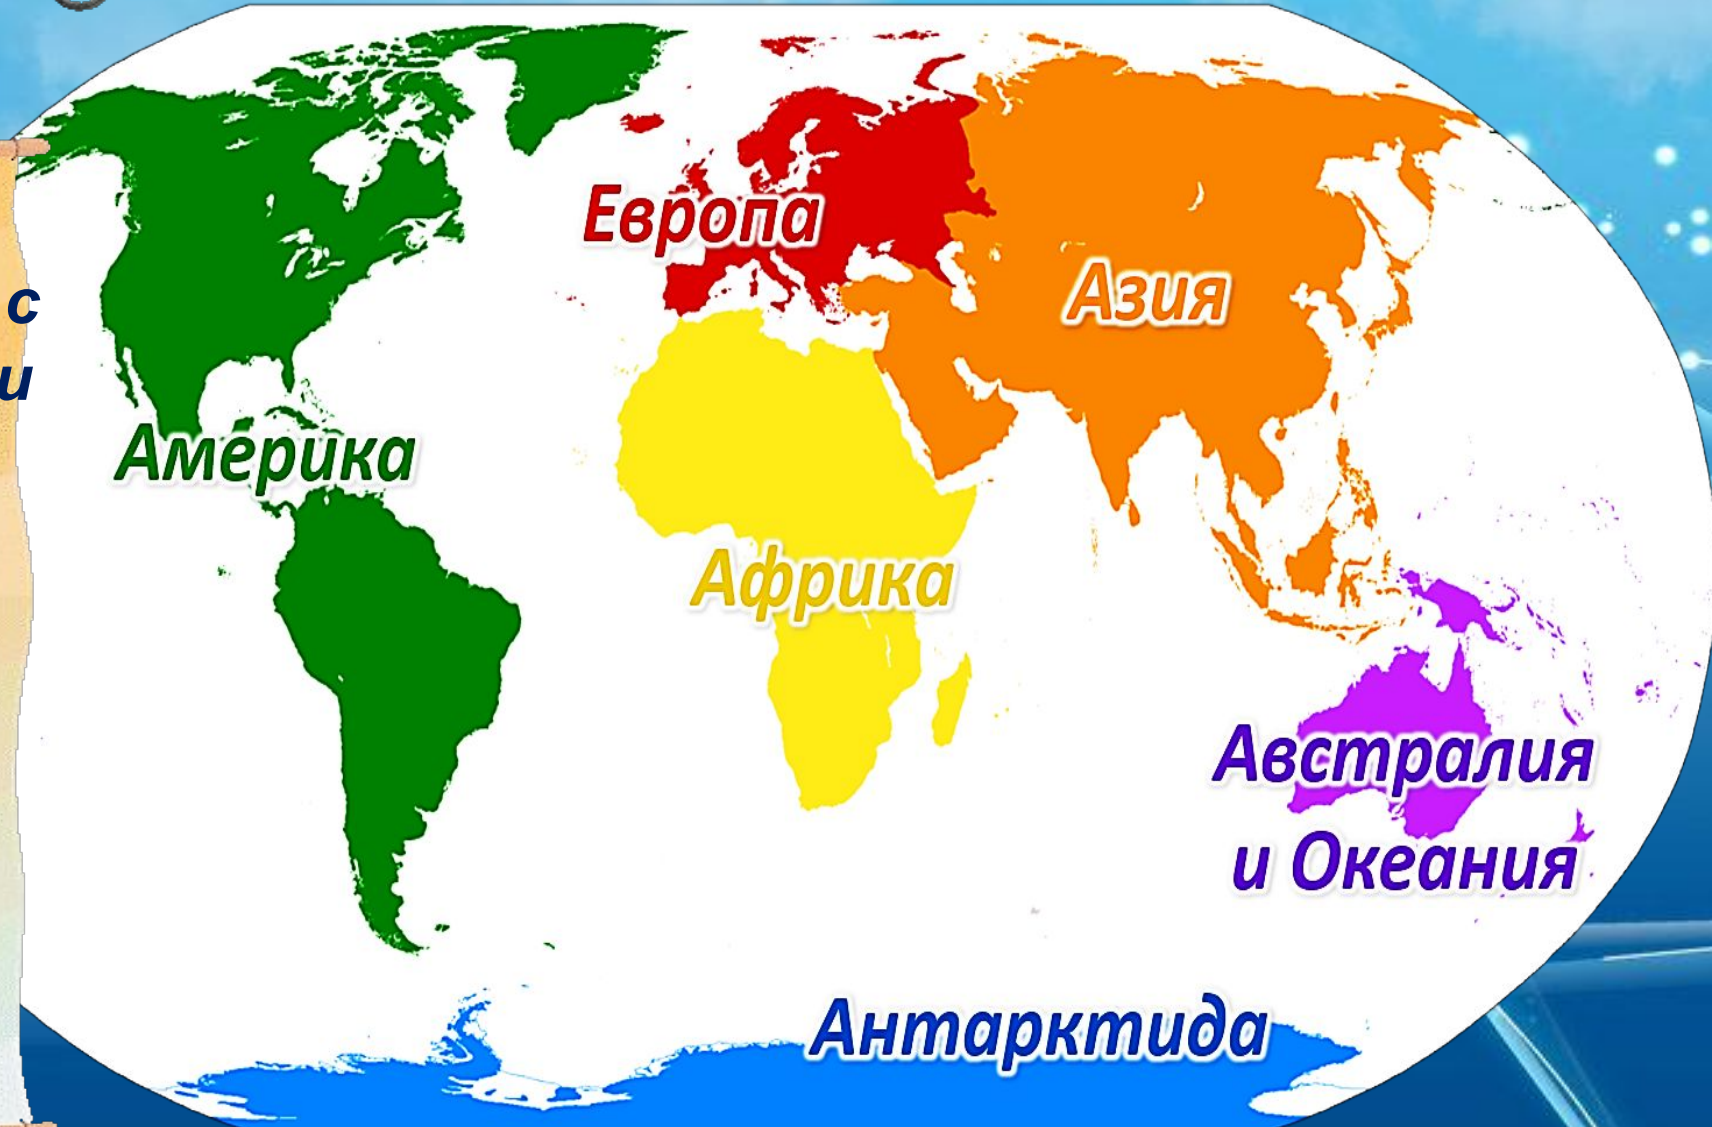 с
и
Европа
Азия
Америка
Африка
Австралия
и Океания
Антарктида